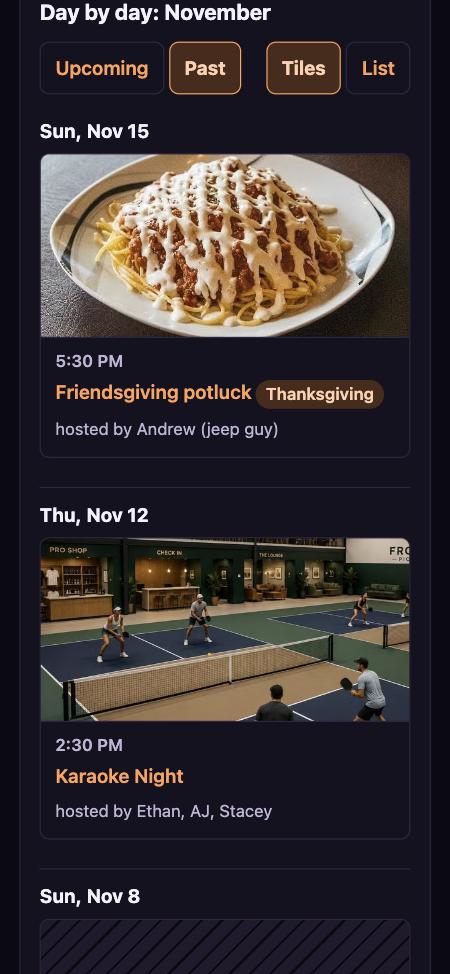 Day by day: November
Upcoming Past Tiles List
Sun, Nov 15
5:30 PM
Friendsgiving potluck Thanksgiving
hosted by Andrew (jeep guy)
Thu, Nov 12
PRO SHOP CHECK IN THE LOUNGE FRO
2:30 PM
Karaoke Night
hosted by Ethan, AJ, Stacey
Sun, Nov 8